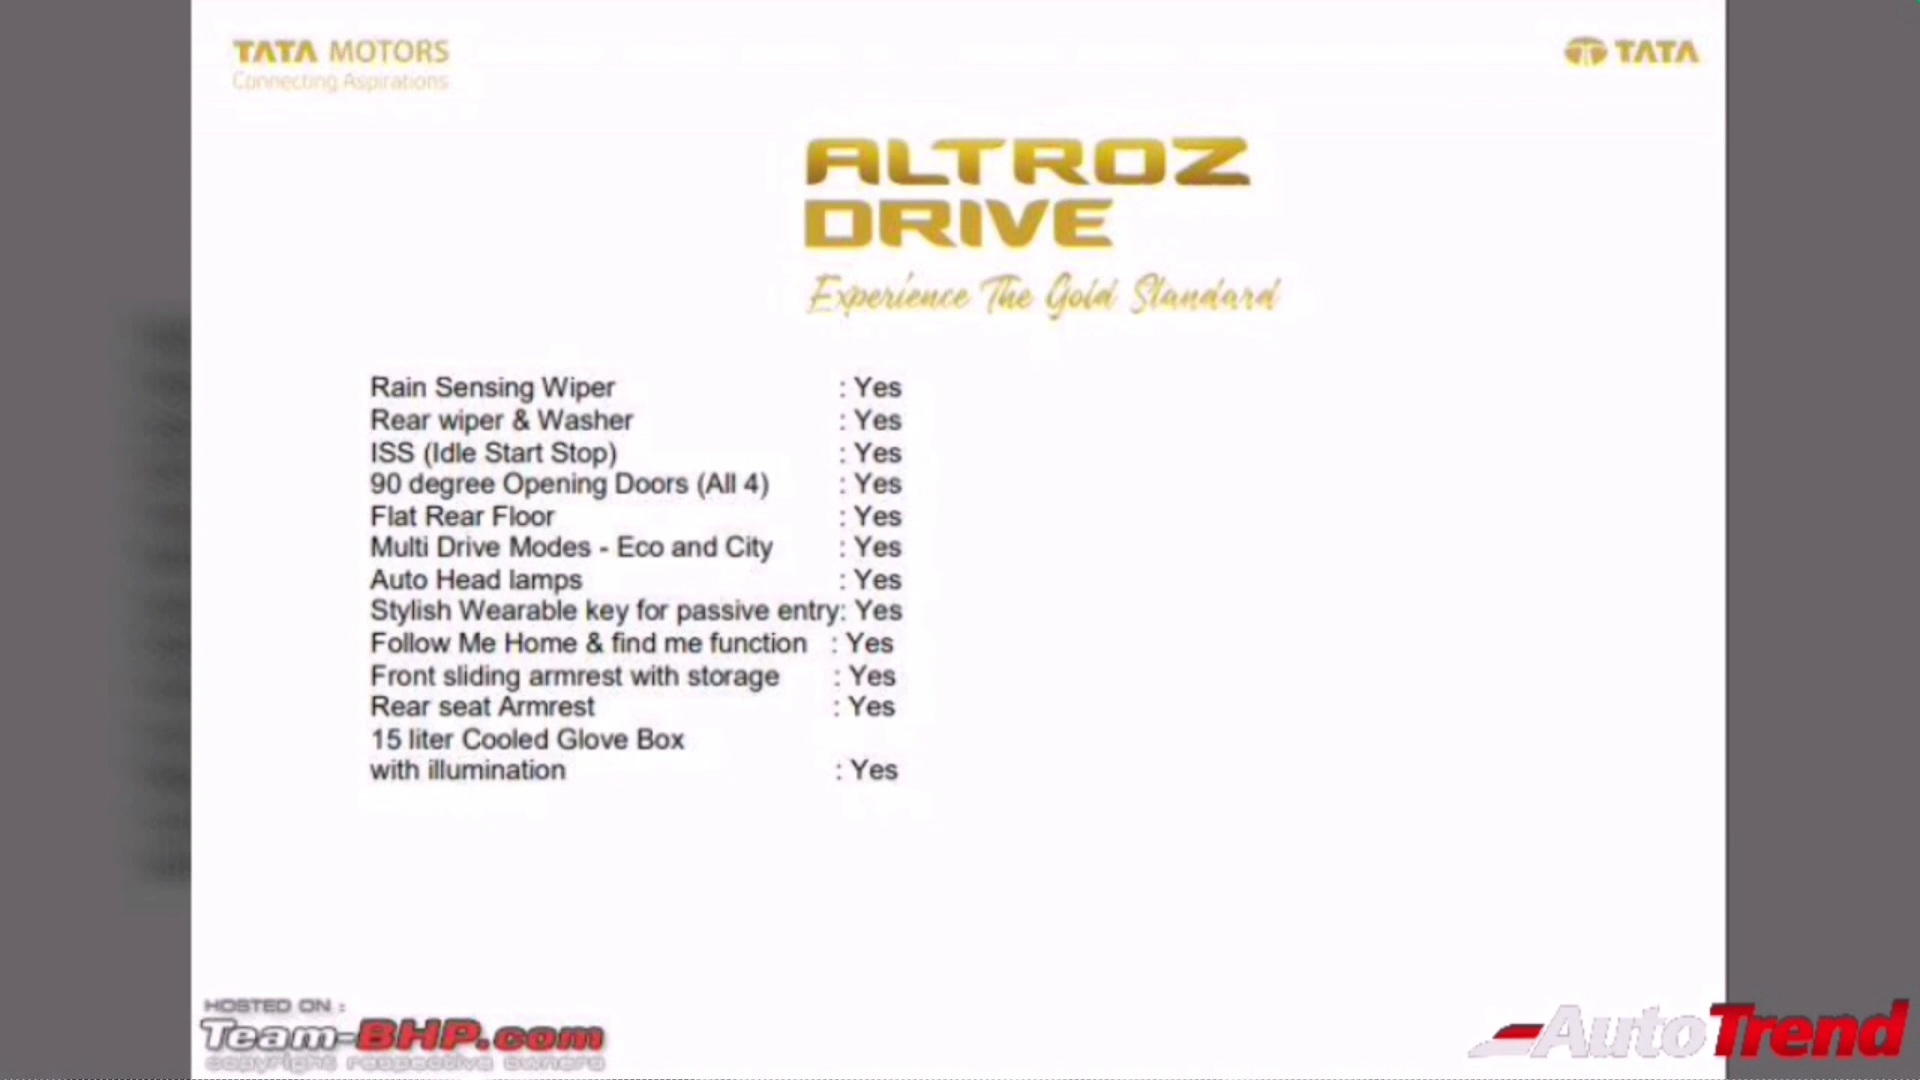 TATA MOTORS
Connecting Aspirations
TATA
ALTROZ
DRIVE
Experience The Gold Standard
Rain Sensing Wiper : Yes
Rear wiper & Washer : Yes
ISS (Idle Start Stop) : Yes
90 degree Opening Doors (All 4) : Yes
Flat Rear Floor : Yes
Multi Drive Modes - Eco and City : Yes
Auto Head lamps : Yes
Stylish Wearable key for passive entry: Yes
Follow Me Home & find me function : Yes
Front sliding armrest with storage : Yes
Rear seat Armrest : Yes
15 liter Cooled Glove Box
with illumination : Yes
HOSTED ON :
Team-BHP.com
copyright respective owners
AutoTrend